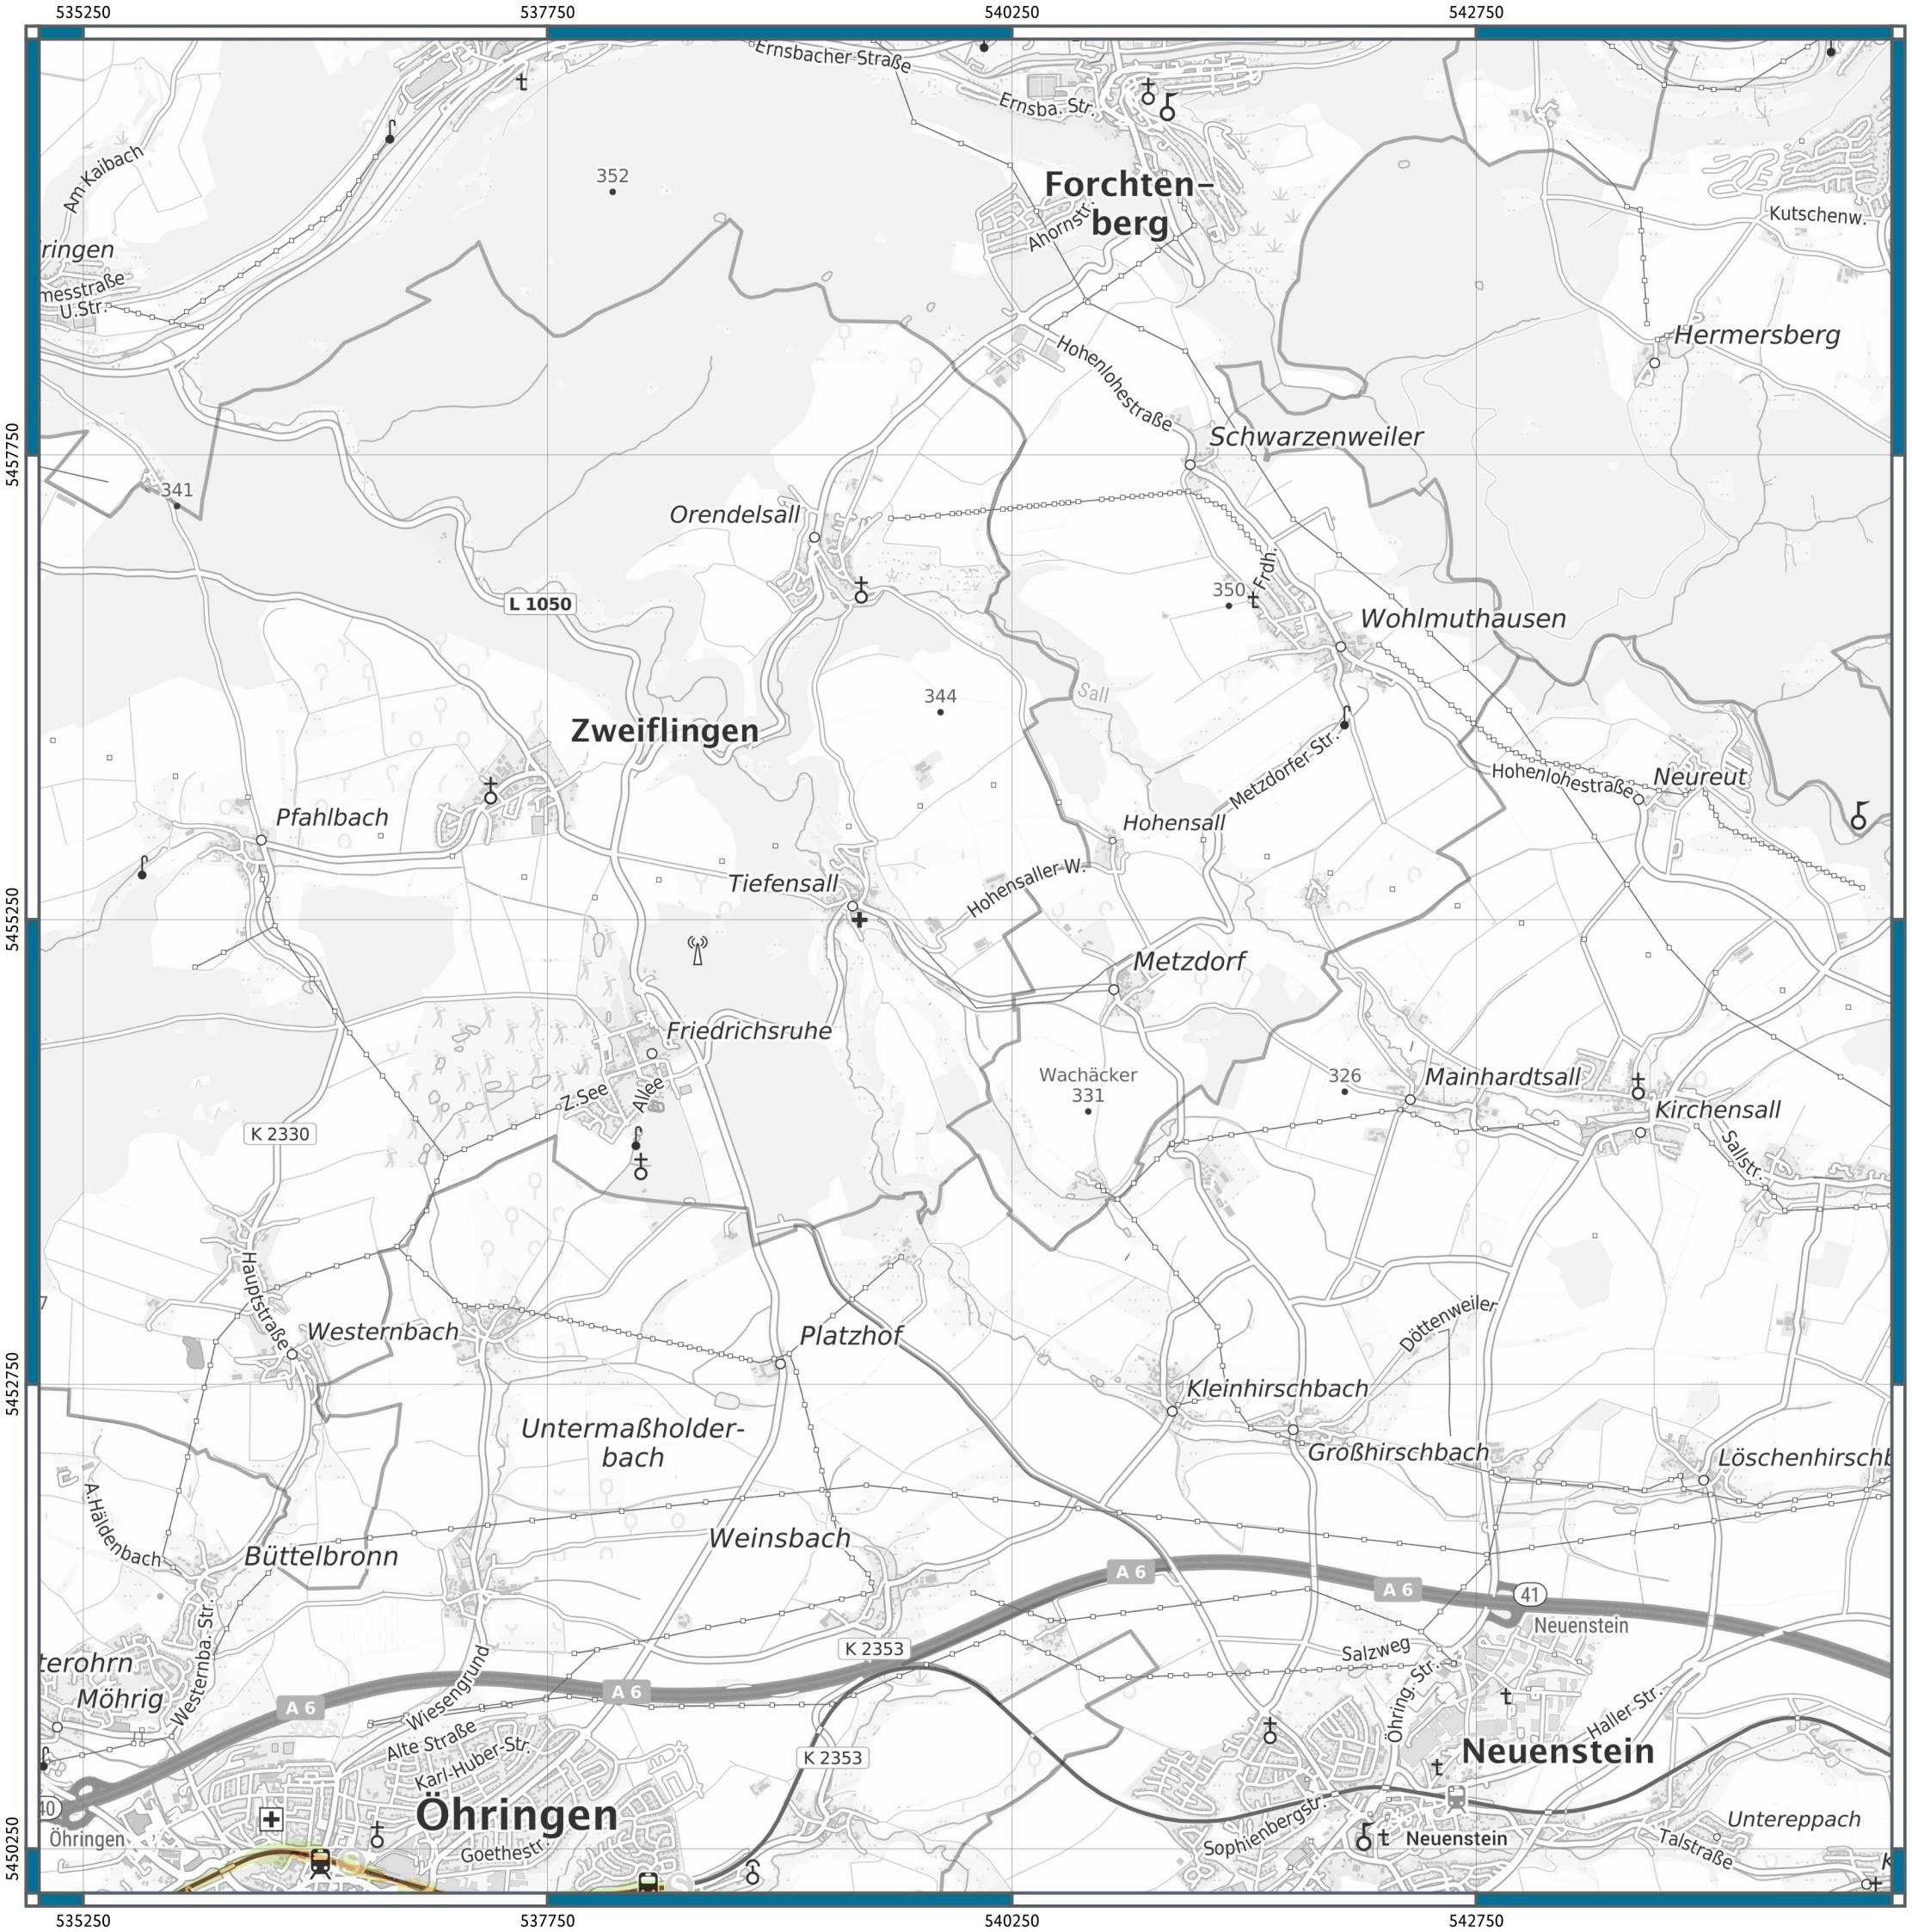 535250
537750
540250
542750
Ernsbacher Straße
Ernsba. Str.
Am Kaibach
352
Forchten-
berg
Ahornstr.
Kutschenw.
messtraße
U.Str.
Hermersberg
Hohenlohestraße
Schwarzenweiler
5457750
341
Orendelsall
Frdh.
350
L 1050
Wohlmuthausen
Sall
344
Zweiflingen
Metzdorfer-Str.
Hohenlohestraße
Neureut
Pfahlbach
Hohensall
Tiefensall
Hohensaller W.
5455250
Metzdorf
Friedrichsruhe
Z.See
Allee
Wachäcker
331
326
Mainhardtsall
Kirchensall
K 2330
Sallstr.
Hauptstraße
7
Westernbach
Platzhof
Döttenweiler
5452750
Kleinhirschbach
Untermaßholder-
bach
Großhirschbach
Löschenhirschb
A.Häldenbach
Büttelbronn
Weinsbach
A 6
A 6
41
Neuenstein
Westernba. Str.
K 2353
Salzweg
Öhring. Str.
terohrn
Möhrig
Wiesengrund
A 6
A 6
Alte Straße
Karl-Huber-Str.
K 2353
Haller Str.
Neuenstein
40
Öhringen
Öhringen
Goethestr.
Sophienbergstr.
Neuenstein
Untereppach
Talstraße
5450250
S
S
K
535250
537750
540250
542750